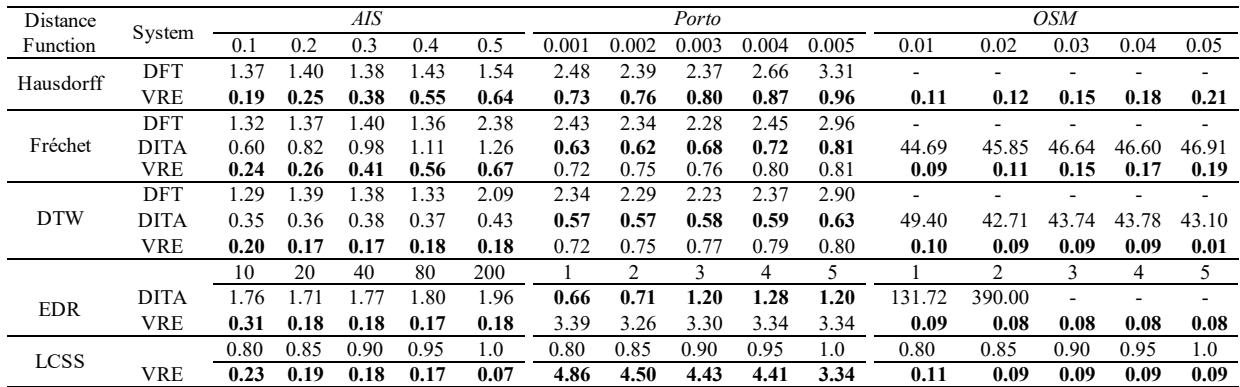 Distance Function System AIS Porto OSM
0.1 0.2 0.3 0.4 0.5 0.001 0.002 0.003 0.004 0.005 0.01 0.02 0.03 0.04 0.05
Hausdorff DFT 1.37 1.40 1.38 1.43 1.54 2.48 2.39 2.37 2.66 3.31 - - - - -
VRE 0.19 0.25 0.38 0.55 0.64 0.73 0.76 0.80 0.87 0.96 0.11 0.12 0.15 0.18 0.21
Fréchet DFT 1.32 1.37 1.40 1.36 2.38 2.43 2.34 2.28 2.45 2.96 - - - - -
DITA 0.60 0.82 0.98 1.11 1.26 0.63 0.62 0.68 0.72 0.81 44.69 45.85 46.64 46.60 46.91
VRE 0.24 0.26 0.41 0.56 0.67 0.72 0.75 0.76 0.80 0.81 0.09 0.11 0.15 0.17 0.19
DTW DFT 1.29 1.39 1.38 1.33 2.09 2.34 2.29 2.23 2.37 2.90 - - - - -
DITA 0.35 0.36 0.38 0.37 0.43 0.57 0.57 0.58 0.59 0.63 49.40 42.71 43.74 43.78 43.10
VRE 0.20 0.17 0.17 0.18 0.18 0.72 0.75 0.77 0.79 0.80 0.10 0.09 0.09 0.09 0.01
EDR 10 20 40 80 200 1 2 3 4 5 1 2 3 4 5
DITA 1.76 1.71 1.77 1.80 1.96 0.66 0.71 1.20 1.28 1.20 131.72 390.00 - - -
VRE 0.31 0.18 0.18 0.17 0.18 3.39 3.26 3.30 3.34 3.34 0.09 0.08 0.08 0.08 0.08
LCSS 0.80 0.85 0.90 0.95 1.0 0.80 0.85 0.90 0.95 1.0 0.80 0.85 0.90 0.95 1.0
VRE 0.23 0.19 0.18 0.17 0.07 4.86 4.50 4.43 4.41 3.34 0.11 0.09 0.09 0.09 0.09